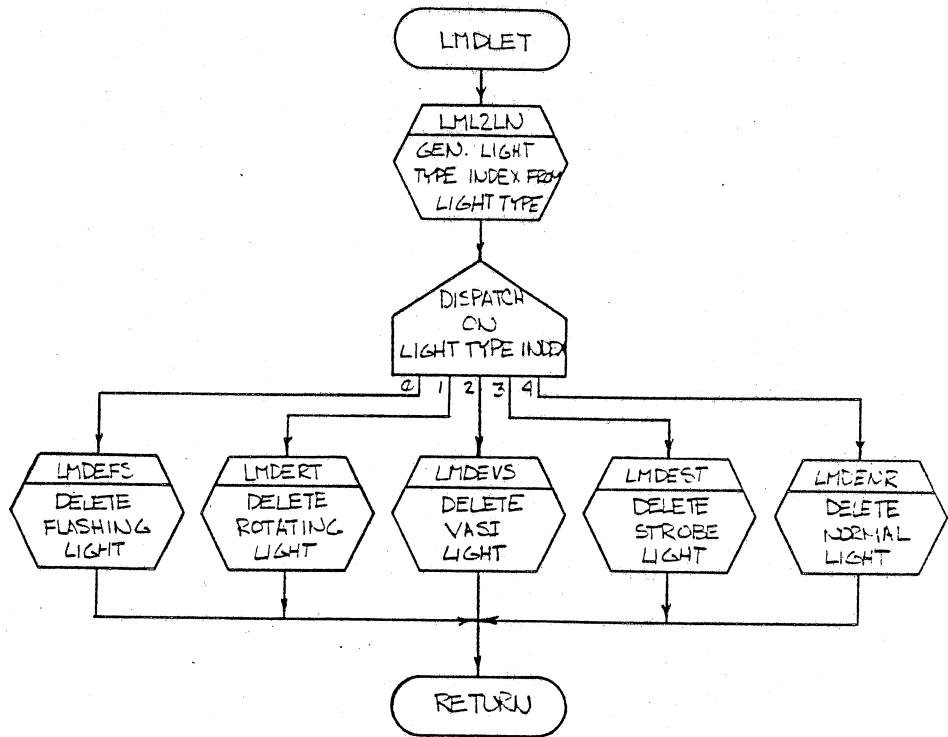 LMDLET
LML2LN
GEN. LIGHT
TYPE INDEX FROM
LIGHT TYPE
DISPATCH
ON
LIGHT TYPE INDEX
0 1 2 3 4
LMDEFS
DELETE
FLASHING
LIGHT
LMDERT
DELETE
ROTATING
LIGHT
LMDEVS
DELETE
VASI
LIGHT
LMDEST
DELETE
STROBE
LIGHT
LMDENR
DELETE
NORMAL
LIGHT
RETURN